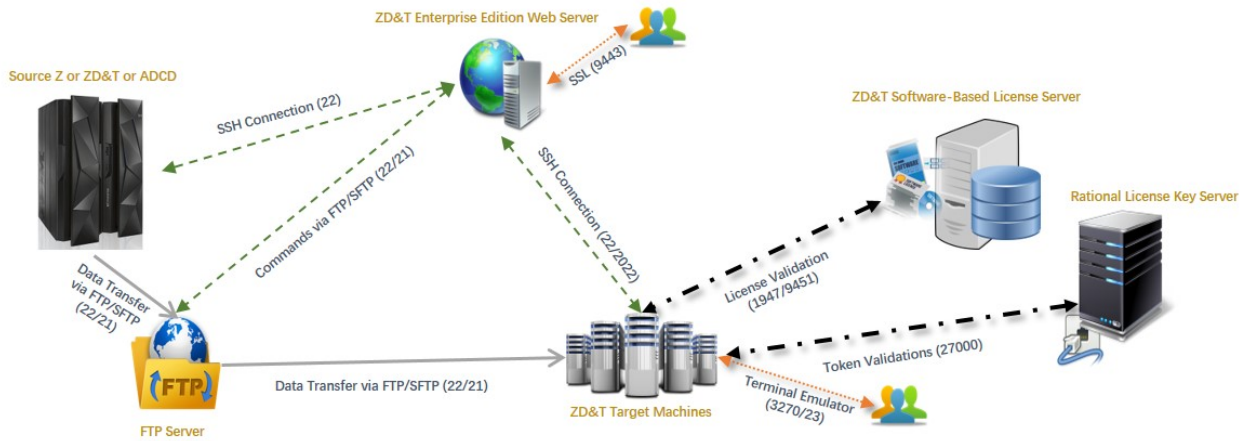 ZD&T Enterprise Edition Web Server
SSL (9443)
Source Z or ZD&T or ADCD
SSH Connection (22)
ZD&T Software-Based License Server
SOFTWARE
Commands via FTP/SFTP (22/21)
SSH Connection (22/2022)
Rational License Key Server
License Validation
(1947/9451)
Data Transfer
via FTP/SFTP
(22/21)
Token Validations (27000)
FTP
Data Transfer via FTP/SFTP (22/21)
Terminal Emulator
(3270/23)
ZD&T Target Machines
FTP Server